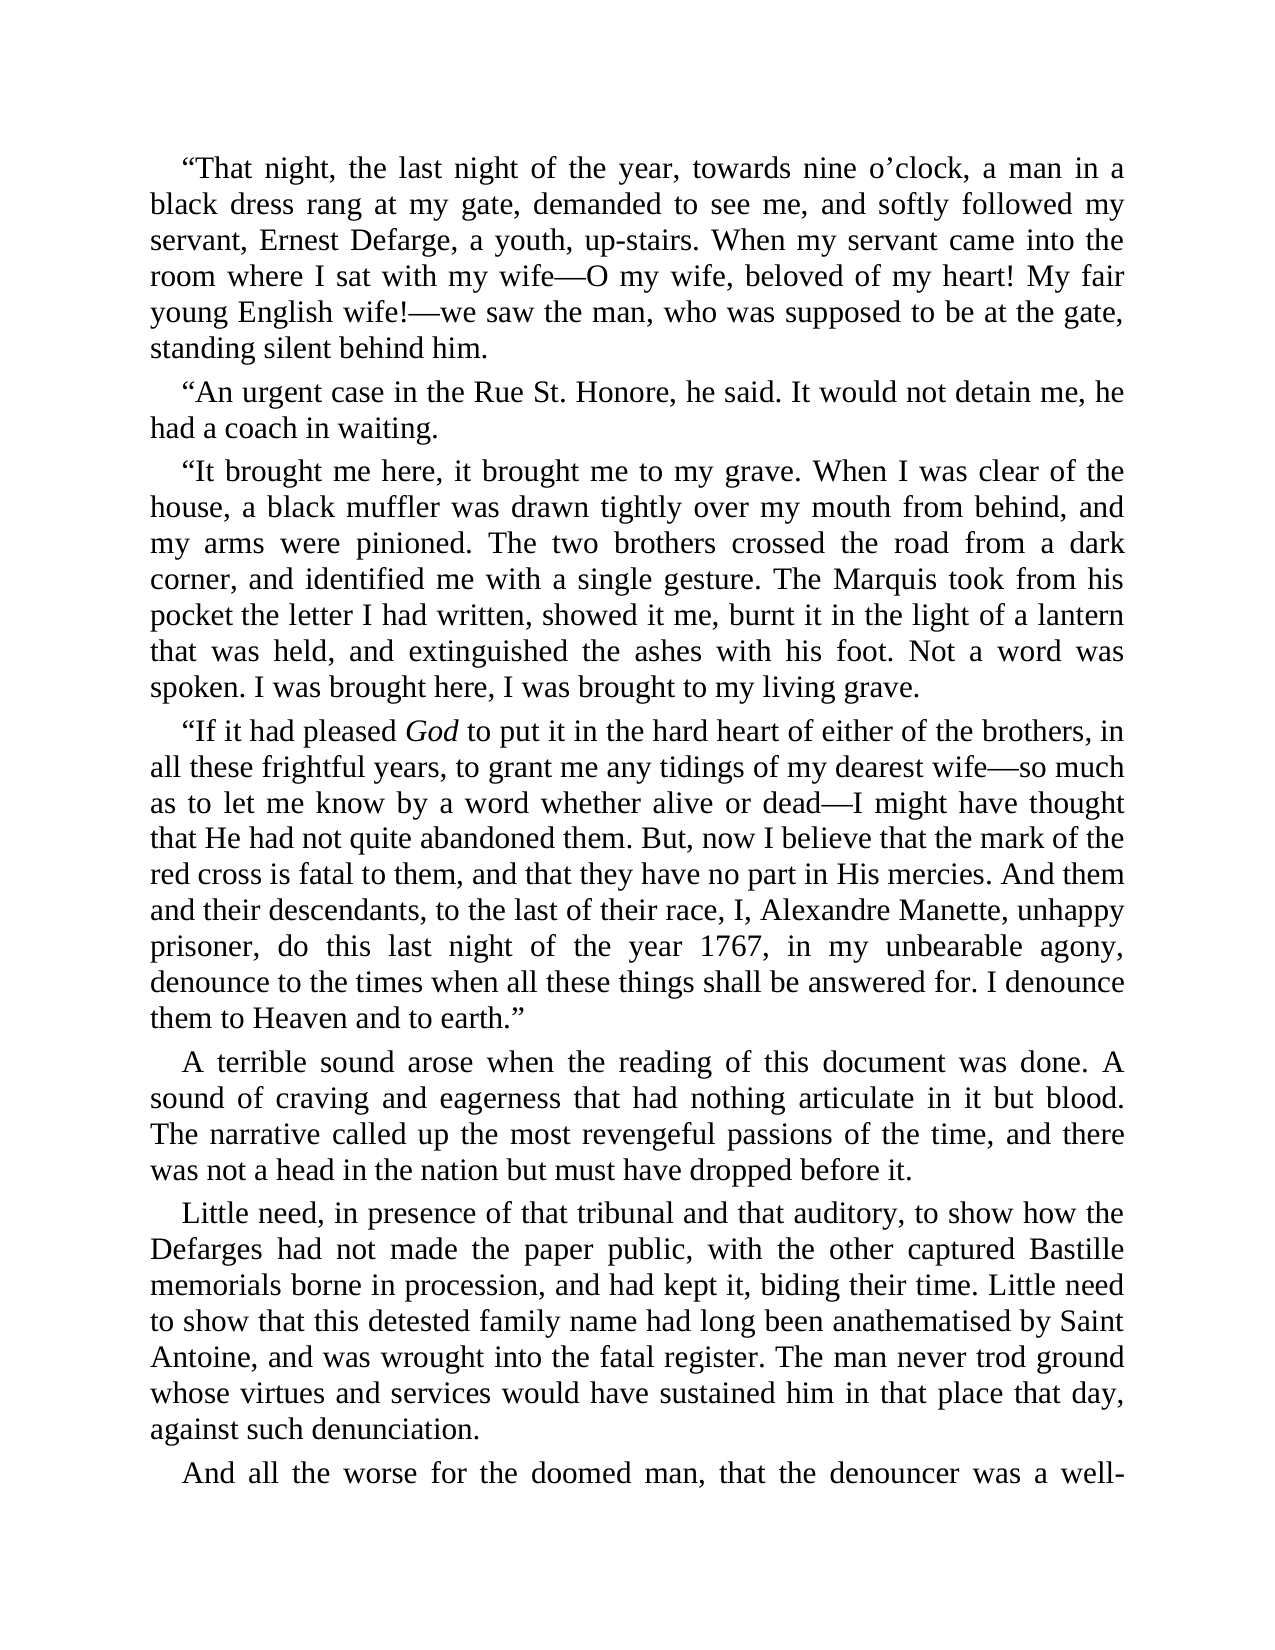 “That night, the last night of the year, towards nine o’clock, a man in a
black dress rang at my gate, demanded to see me, and softly followed my
servant, Ernest Defarge, a youth, up-stairs. When my servant came into the
room where I sat with my wife—O my wife, beloved of my heart! My fair
young English wife!—we saw the man, who was supposed to be at the gate,
standing silent behind him.
“An urgent case in the Rue St. Honore, he said. It would not detain me, he
had a coach in waiting.
“It brought me here, it brought me to my grave. When I was clear of the
house, a black muffler was drawn tightly over my mouth from behind, and
my arms were pinioned. The two brothers crossed the road from a dark
corner, and identified me with a single gesture. The Marquis took from his
pocket the letter I had written, showed it me, burnt it in the light of a lantern
that was held, and extinguished the ashes with his foot. Not a word was
spoken. I was brought here, I was brought to my living grave.
“If it had pleased God to put it in the hard heart of either of the brothers, in
all these frightful years, to grant me any tidings of my dearest wife—so much
as to let me know by a word whether alive or dead—I might have thought
that He had not quite abandoned them. But, now I believe that the mark of the
red cross is fatal to them, and that they have no part in His mercies. And them
and their descendants, to the last of their race, I, Alexandre Manette, unhappy
prisoner, do this last night of the year 1767, in my unbearable agony,
denounce to the times when all these things shall be answered for. I denounce
them to Heaven and to earth.”
A terrible sound arose when the reading of this document was done. A
sound of craving and eagerness that had nothing articulate in it but blood.
The narrative called up the most revengeful passions of the time, and there
was not a head in the nation but must have dropped before it.
Little need, in presence of that tribunal and that auditory, to show how the
Defarges had not made the paper public, with the other captured Bastille
memorials borne in procession, and had kept it, biding their time. Little need
to show that this detested family name had long been anathematised by Saint
Antoine, and was wrought into the fatal register. The man never trod ground
whose virtues and services would have sustained him in that place that day,
against such denunciation.
And all the worse for the doomed man, that the denouncer was a well-